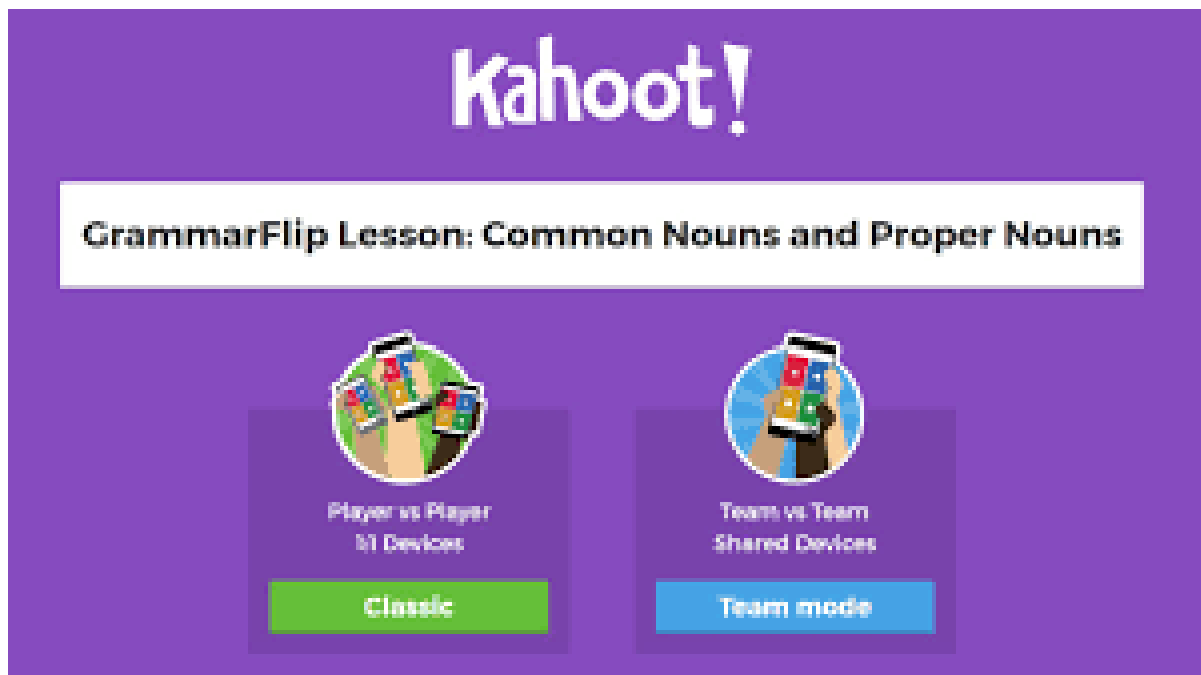 Kahoot!
GrammarFlip Lesson: Common Nouns and Proper Nouns
Player vs Player
1:1 Devices
Classic
Team vs Team
Shared Devices
Team mode